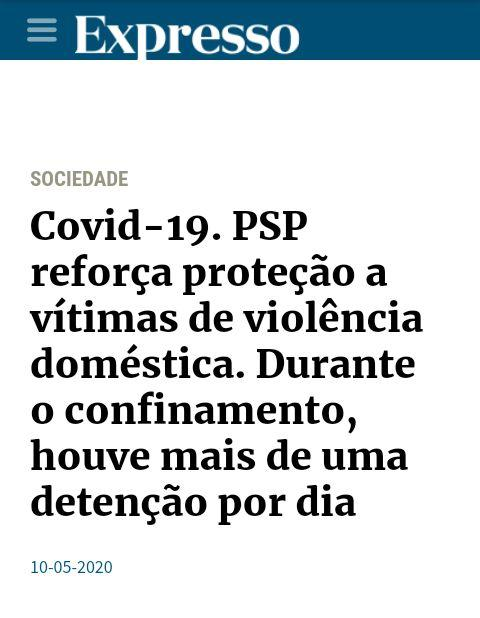 Expresso
SOCIEDADE
Covid-19. PSP
reforça proteção a
vítimas de violência
doméstica. Durante
o confinamento,
houve mais de uma
detenção por dia
10-05-2020